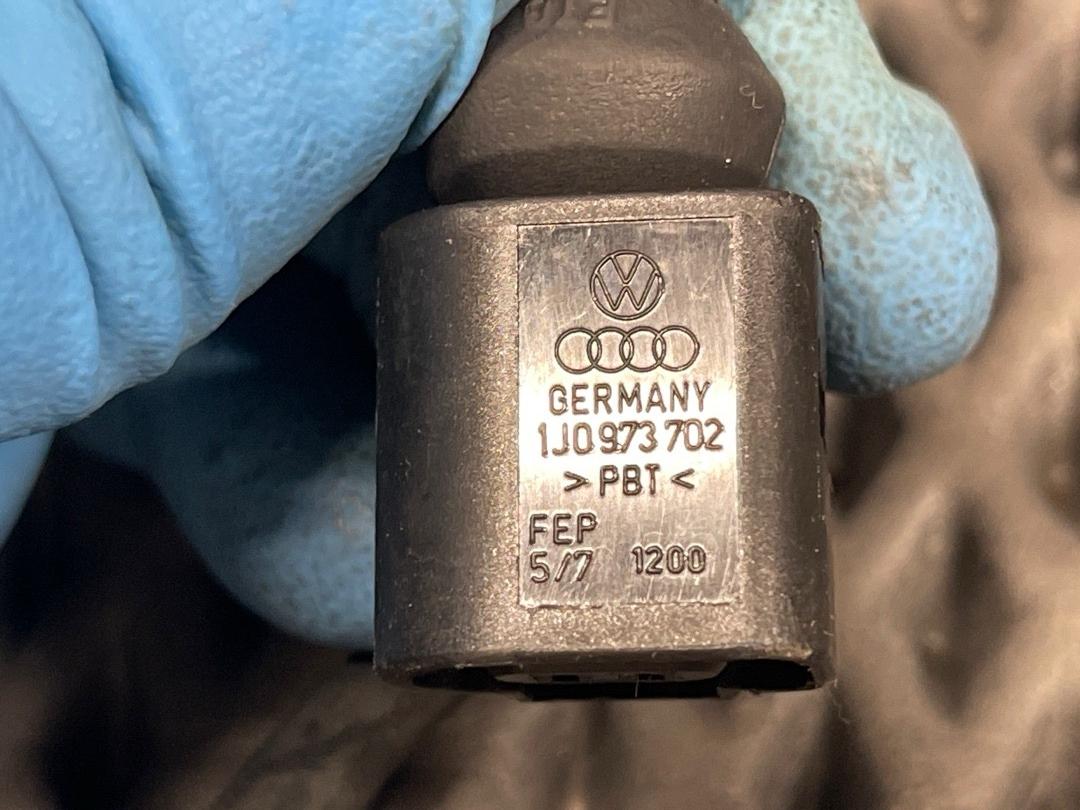 GERMANY
1J0 973 702
> PBT <
FEP
5/7 1200